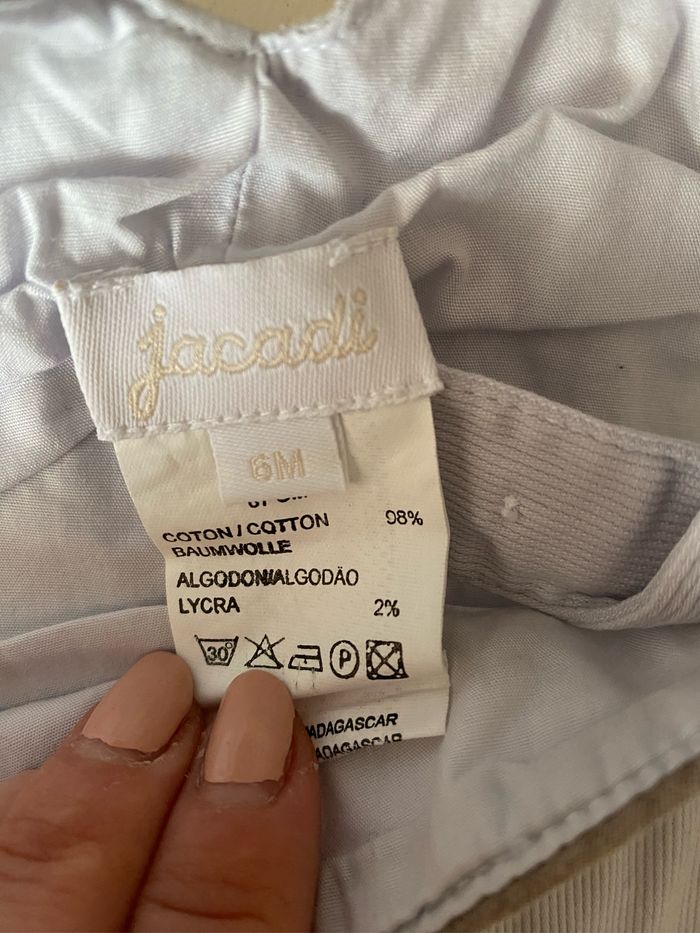 jacadi
6M
COTON/COTTON 98%
BAUMWOLLE
ALGODON/ALGODÃO
LYCRA 2%
30° P